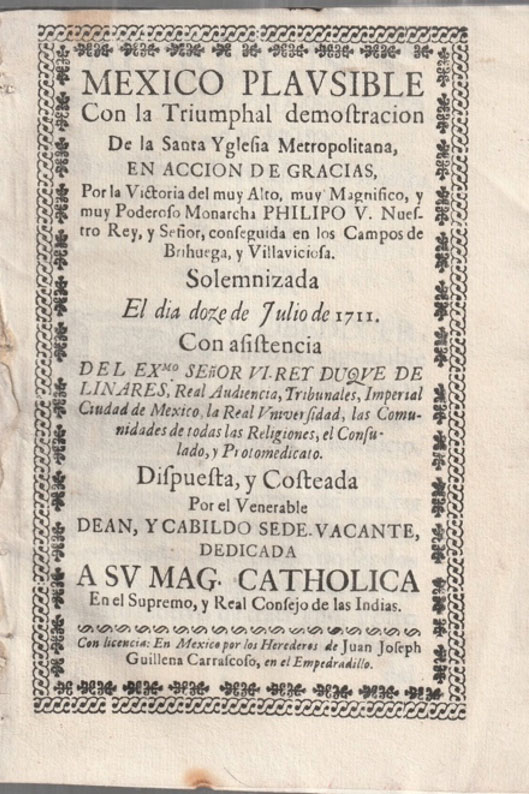 MEXICO PLAVSIBLE
Con la Triumphal demoſtracion
De la Santa Ygleſia Metropolitana,
EN ACCION DE GRACIAS,
Por la Victoria del muy Alto, muy Magnifico, y
muy Poderoſo Monarcha PHILIPO V. Nueſ-
tro Rey, y Señor, conſeguida en los Campos de
Brihuega, y Villavicioſa.
Solemnizada
El dia doze de Julio de 1711.
Con aſiſtencia
DEL EXᴹᴼ SEñOR VI-REY DUQVE DE
LINARES, Real Audiencia, Tribunales, Imperial
Ciudad de Mexico, la Real Vniverſidad, las Comu-
nidades de todas las Religiones, el Conſu-
lado, y Protomedicato.
Diſpueſta, y Coſteada
Por el Venerable
DEAN, Y CABILDO SEDE-VACANTE,
DEDICADA
A SV MAG. CATHOLICA
En el Supremo, y Real Conſejo de las Indias.
Con licencia: En Mexico por los Herederos de Juan Joſeph
Guillena Carraſcoſo, en el Empedradillo.